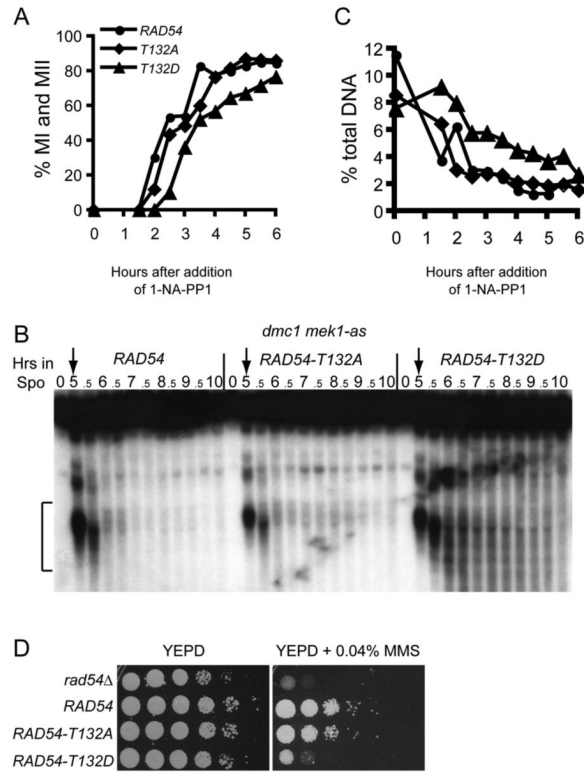 A
RAD54
T132A
T132D
100
80
60
40
20
0
% MI and MII
0 1 2 3 4 5 6
Hours after addition
of 1-NA-PP1
C
12
10
8
6
4
2
0
% total DNA
0 1 2 3 4 5 6
Hours after addition
of 1-NA-PP1
B
dmc1 mek1-as
Hrs in
Spo
RAD54
RAD54-T132A
RAD54-T132D
0 5 .5 6 .5 7 .5 8 .5 9 .5 10 0 5 .5 6 .5 7 .5 8 .5 9 .5 10 0 5 .5 6 .5 7 .5 8 .5 9 .5 10
D
YEPD
YEPD + 0.04% MMS
rad54Δ
RAD54
RAD54-T132A
RAD54-T132D